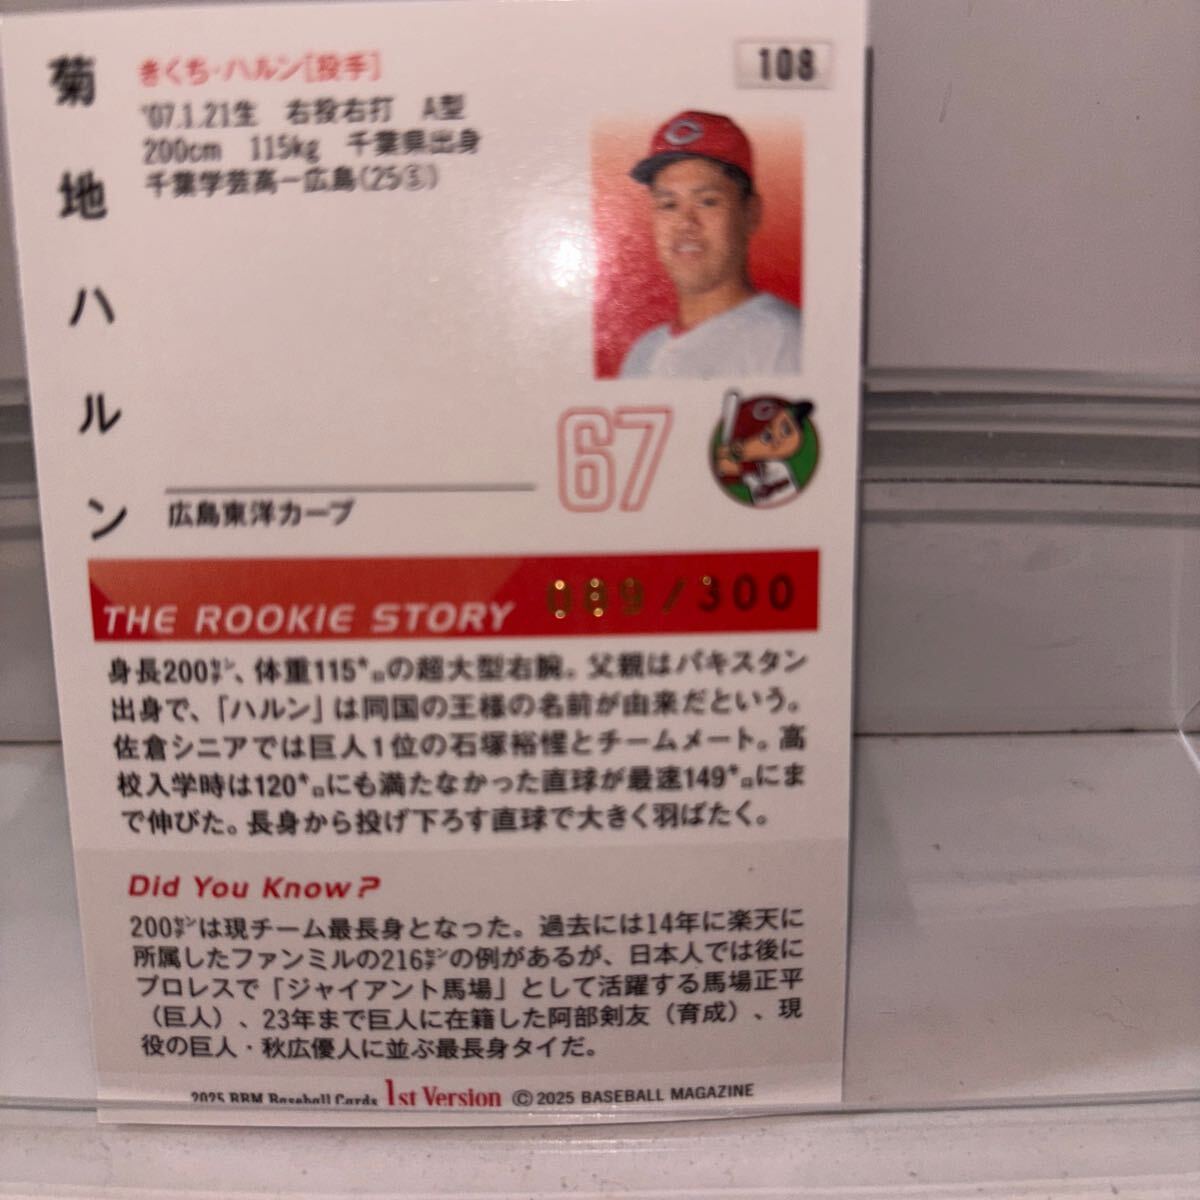 108
菊地ハルン
きくち・ハルン[投手]
'07.1.21生 右投右打 A型
200cm 115kg 千葉県出身
千葉学芸高ー広島(25⑤)
67
広島東洋カープ
THE ROOKIE STORY 089/300
身長200センチ、体重115キロの超大型右腕。父親はパキスタン
出身で、「ハルン」は同国の王様の名前が由来だという。
佐倉シニアでは巨人1位の石塚裕惺とチームメート。高
校入学時は120キロにも満たなかった直球が最速149キロにま
で伸びた。長身から投げ下ろす直球で大きく羽ばたく。
Did You Know?
200センチは現チーム最長身となった。過去には14年に楽天に
所属したファンミルの216センチの例があるが、日本人では後に
プロレスで「ジャイアント馬場」として活躍する馬場正平
（巨人）、23年まで巨人に在籍した阿部剣友（育成）、現
役の巨人・秋広優人に並ぶ最長身タイだ。
2025 BBM Baseball Cards 1st Version ©2025 BASEBALL MAGAZINE